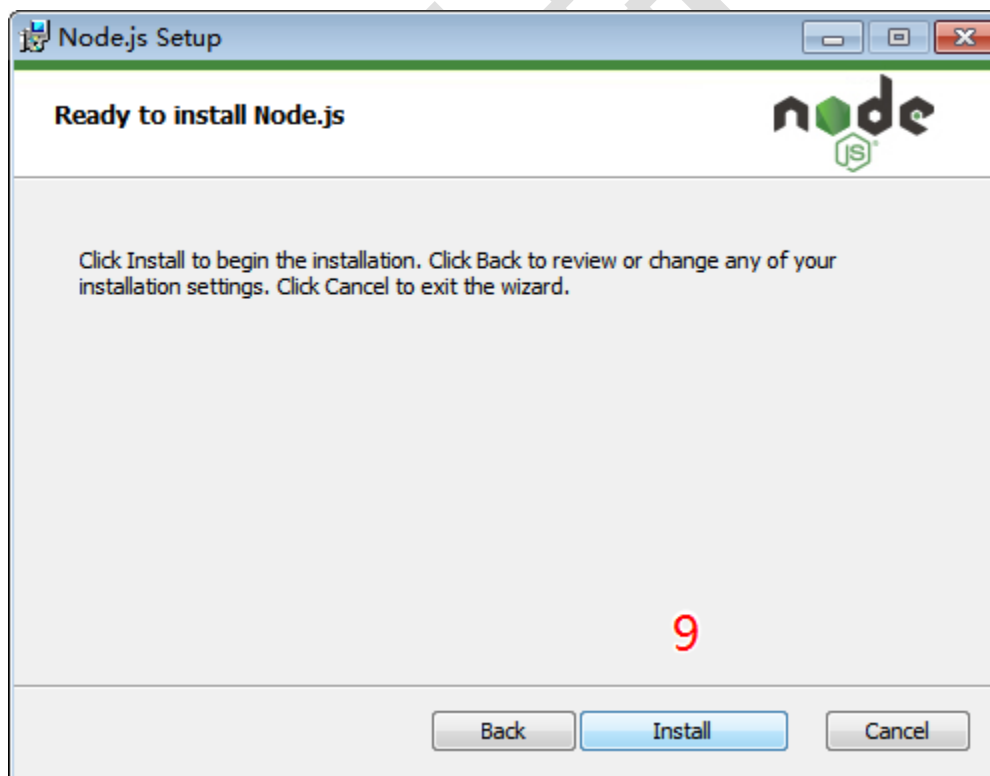 Node.js Setup
Ready to install Node.js
node
JS
Click Install to begin the installation. Click Back to review or change any of your
installation settings. Click Cancel to exit the wizard.
9
Back Install Cancel